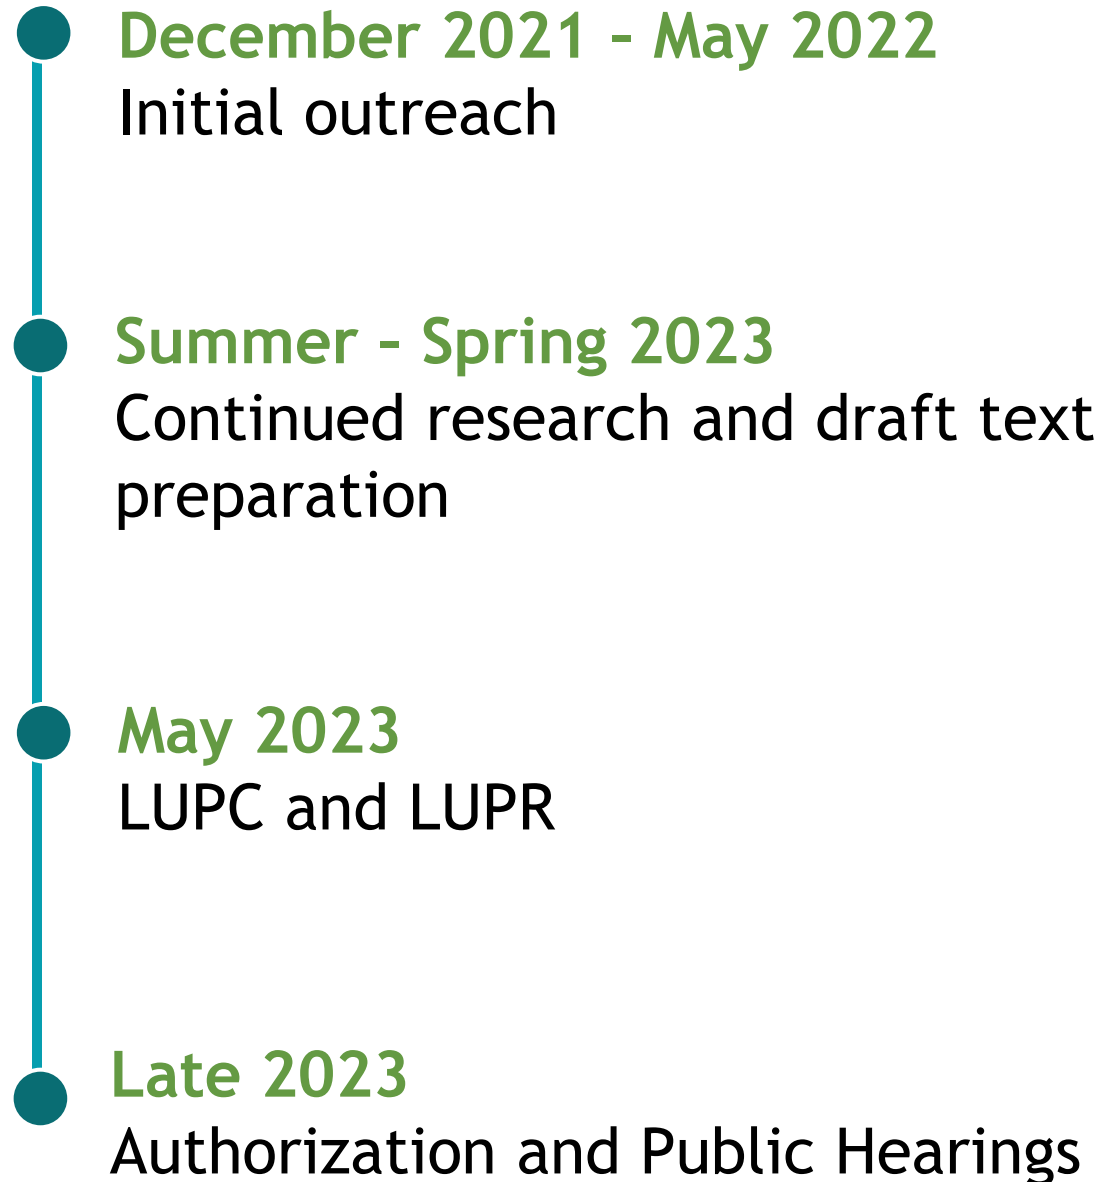 December 2021 – May 2022
Initial outreach
Summer – Spring 2023
Continued research and draft text
preparation
May 2023
LUPC and LUPR
Late 2023
Authorization and Public Hearings